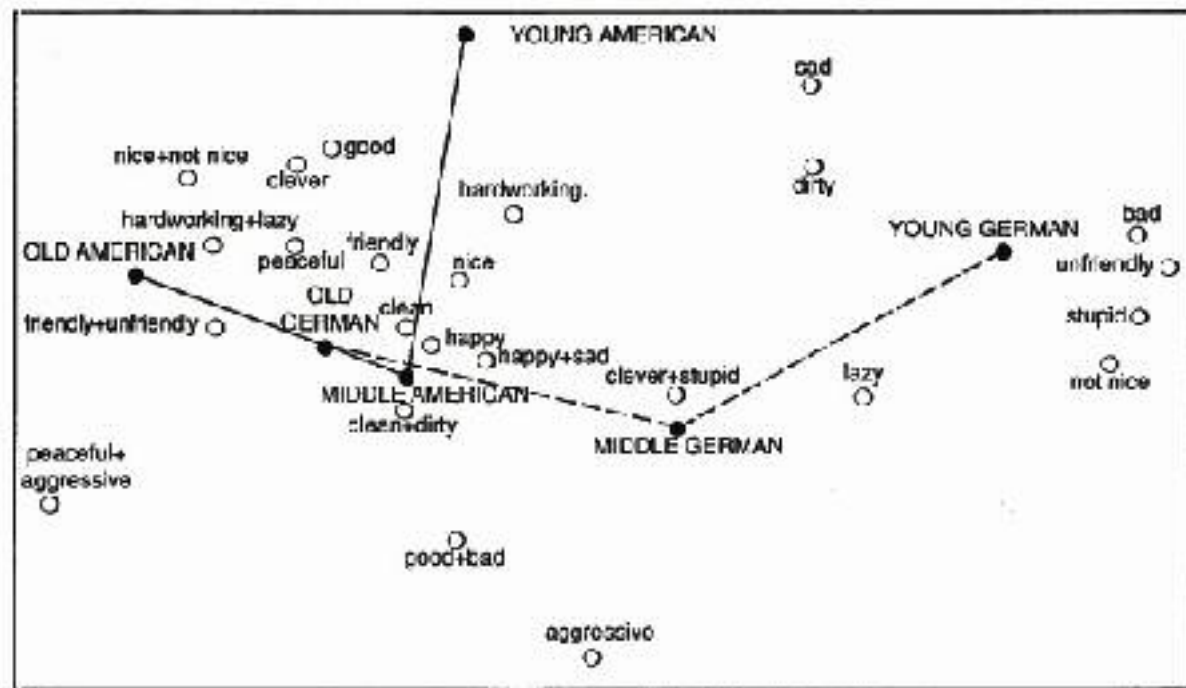 YOUNG AMERICAN
sad
good
nice+not nice
clever
dirty
hardworking.
hardworking+lazy
bad
YOUNG GERMAN
OLD AMERICAN
friendly
peaceful
nice
unfriendly
OLD
GERMAN
clean
friendly+unfriendly
stupid
happy
happy+sad
clever+stupid
lazy
not nice
MIDDLE AMERICAN
clean+dirty
MIDDLE GERMAN
peaceful+
aggressive
good+bad
aggressive